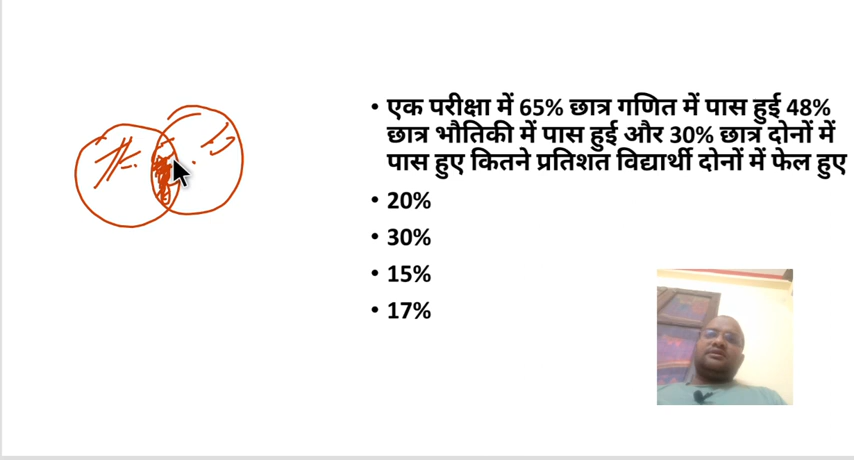 • एक परीक्षा में 65% छात्र गणित में पास हुई 48%
छात्र भौतिकी में पास हुई और 30% छात्र दोनों में
पास हुए कितने प्रतिशत विद्यार्थी दोनों में फेल हुए
• 20%
• 30%
• 15%
• 17%